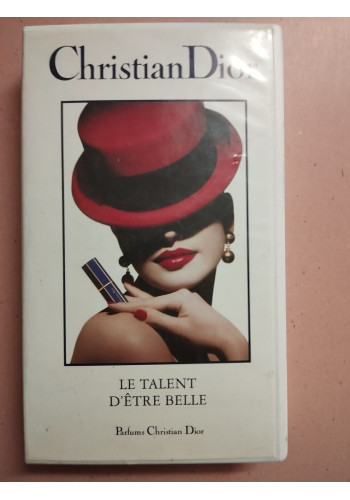 Christian Dior
LE TALENT
D'ÊTRE BELLE
Parfums Christian Dior